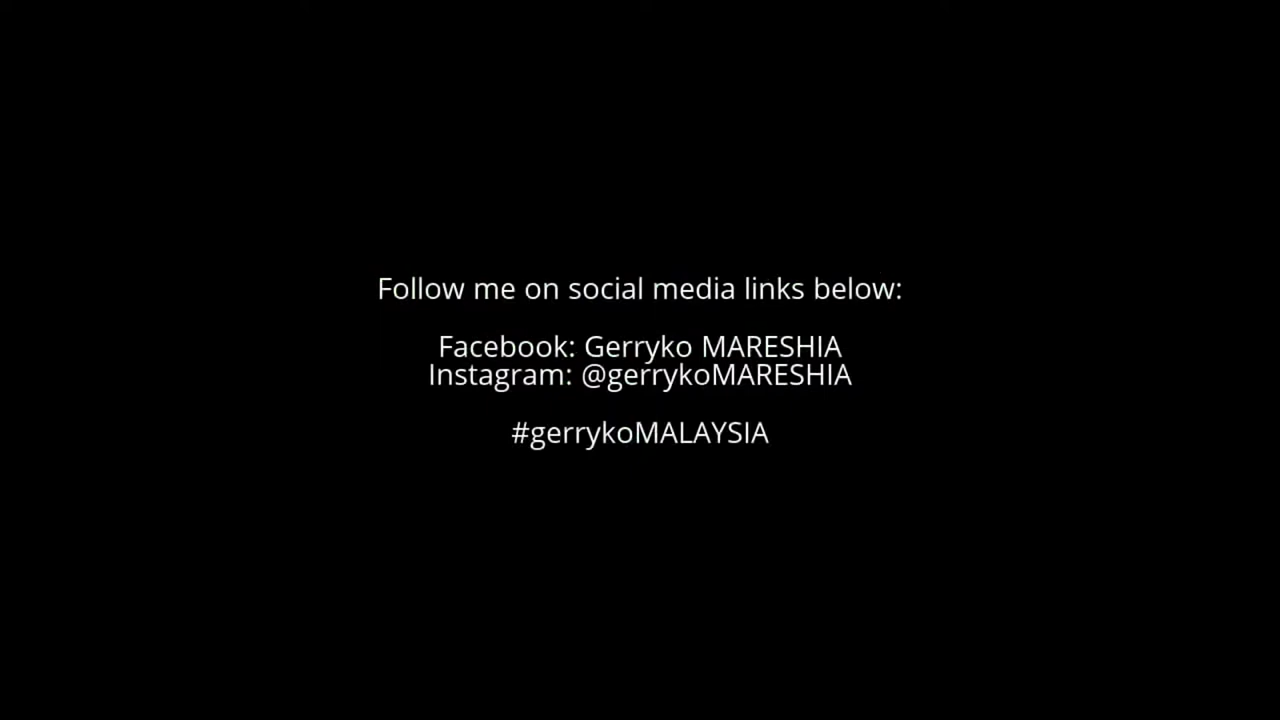 Follow me on social media links below:
Facebook: Gerryko MARESHIA
Instagram: @gerrykoMARESHIA
#gerrykoMALAYSIA